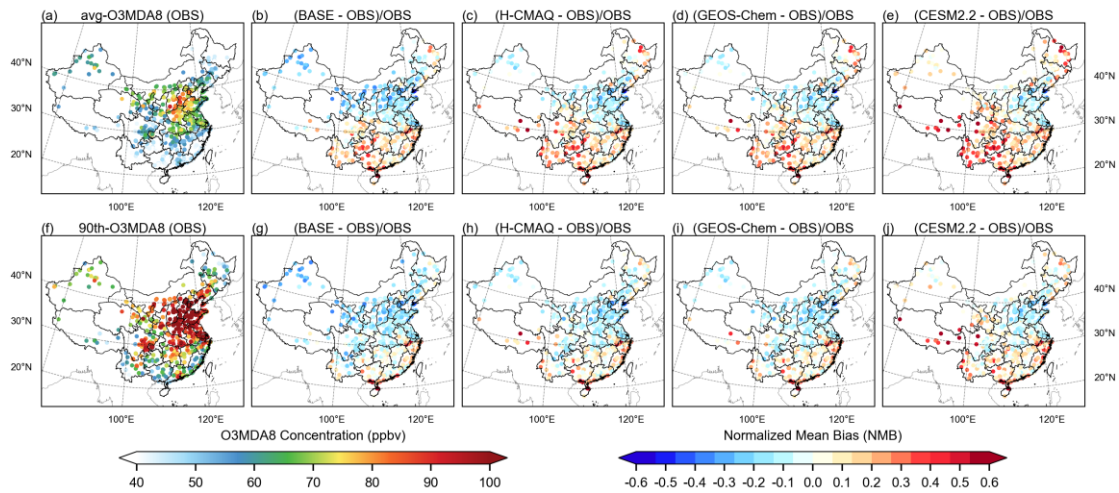 (a) avg-O3MDA8 (OBS)
(b) (BASE - OBS)/OBS
(c) (H-CMAQ - OBS)/OBS
(d) (GEOS-Chem - OBS)/OBS
(e) (CESM2.2 - OBS)/OBS
40°N
30°N
20°N
40°N
30°N
20°N
100°E 120°E
100°E 120°E
100°E 120°E
100°E 120°E
100°E 120°E
(f) 90th-O3MDA8 (OBS)
(g) (BASE - OBS)/OBS
(h) (H-CMAQ - OBS)/OBS
(i) (GEOS-Chem - OBS)/OBS
(j) (CESM2.2 - OBS)/OBS
40°N
30°N
20°N
40°N
30°N
20°N
100°E 120°E
100°E 120°E
100°E 120°E
100°E 120°E
100°E 120°E
O3MDA8 Concentration (ppbv)
40 50 60 70 80 90 100
Normalized Mean Bias (NMB)
-0.6 -0.5 -0.4 -0.3 -0.2 -0.1 0.0 0.1 0.2 0.3 0.4 0.5 0.6